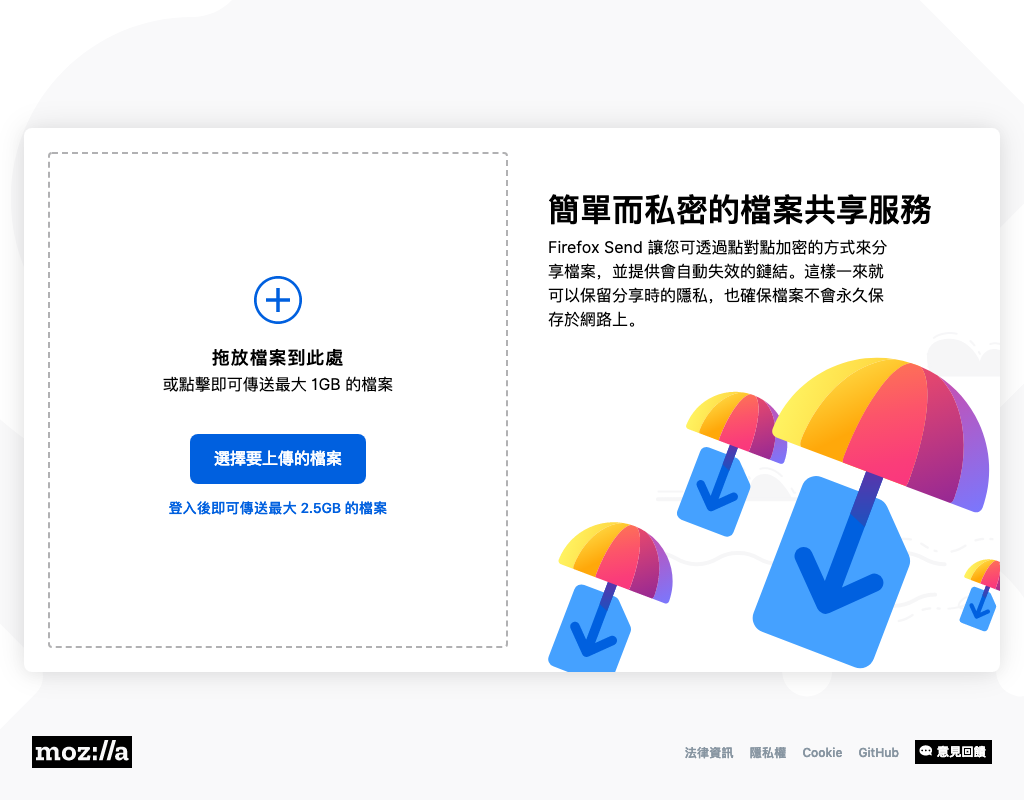 拖放檔案到此處
或點擊即可傳送最大 1GB 的檔案
選擇要上傳的檔案
登入後即可傳送最大 2.5GB 的檔案
簡單而私密的檔案共享服務
Firefox Send 讓您可透過點對點加密的方式來分
享檔案，並提供會自動失效的鏈結。這樣一來就
可以保留分享時的隱私，也確保檔案不會永久保
存於網路上。
moz://a
法律資訊 隱私權 Cookie GitHub 意見回饋